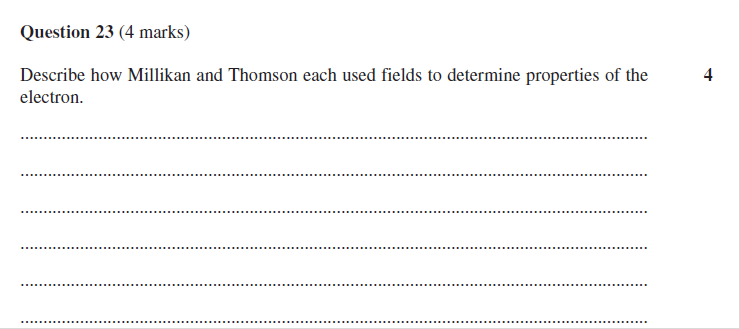 Question 23 (4 marks)
Describe how Millikan and Thomson each used fields to determine properties of the 4
electron.